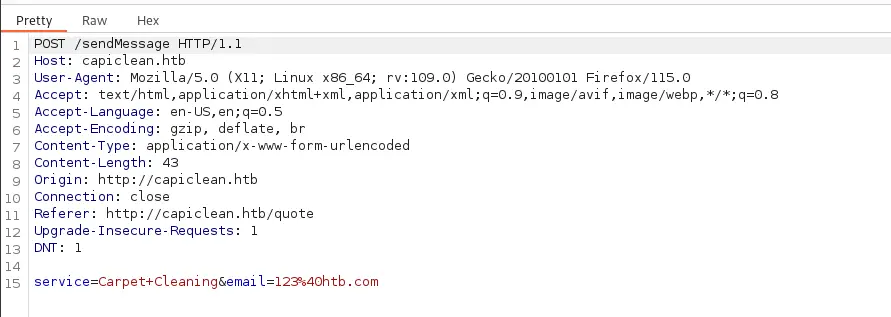 Pretty Raw Hex
1 POST /sendMessage HTTP/1.1
2 Host: capiclean.htb
3 User-Agent: Mozilla/5.0 (X11; Linux x86_64; rv:109.0) Gecko/20100101 Firefox/115.0
4 Accept: text/html,application/xhtml+xml,application/xml;q=0.9,image/avif,image/webp,*/*;q=0.8
5 Accept-Language: en-US,en;q=0.5
6 Accept-Encoding: gzip, deflate, br
7 Content-Type: application/x-www-form-urlencoded
8 Content-Length: 43
9 Origin: http://capiclean.htb
10 Connection: close
11 Referer: http://capiclean.htb/quote
12 Upgrade-Insecure-Requests: 1
13 DNT: 1
14
15 service=Carpet+Cleaning&email=123%40htb.com